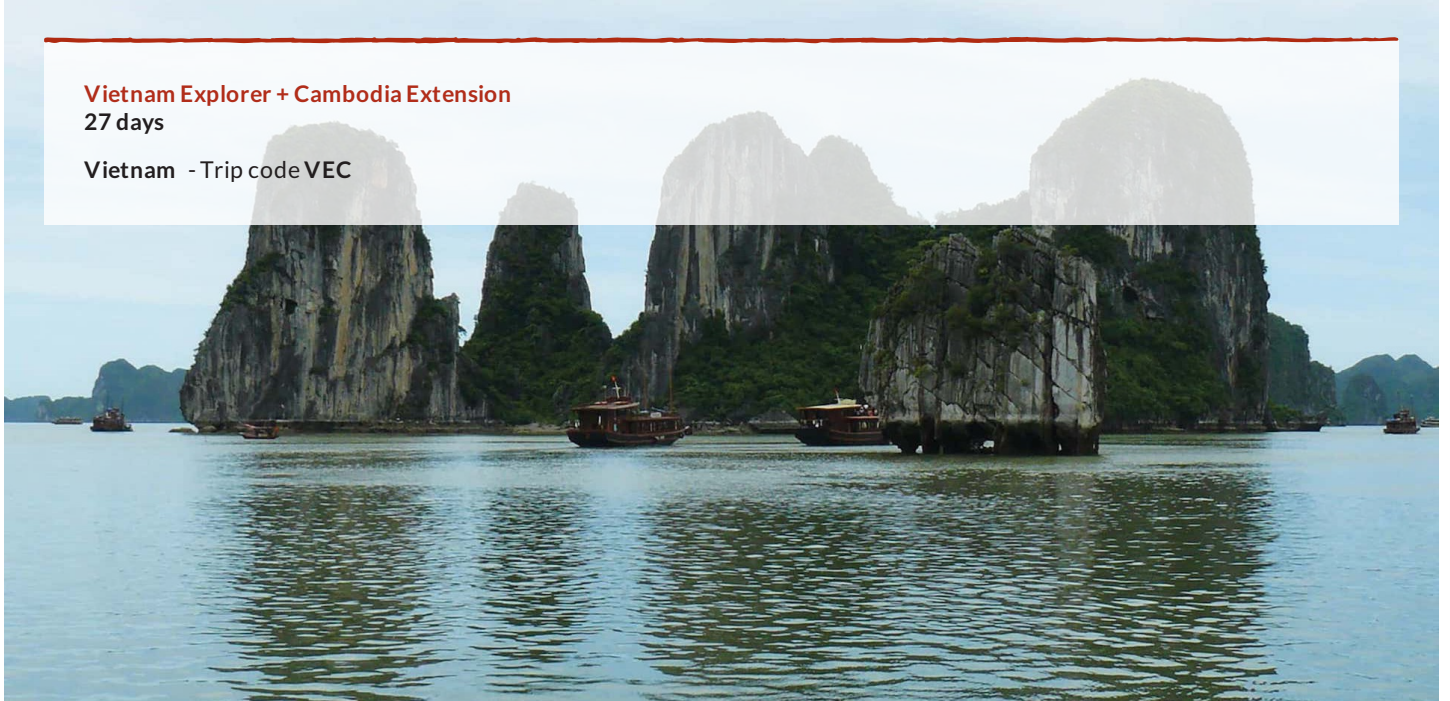 Vietnam Explorer + Cambodia Extension
27 days
Vietnam - Trip code VEC